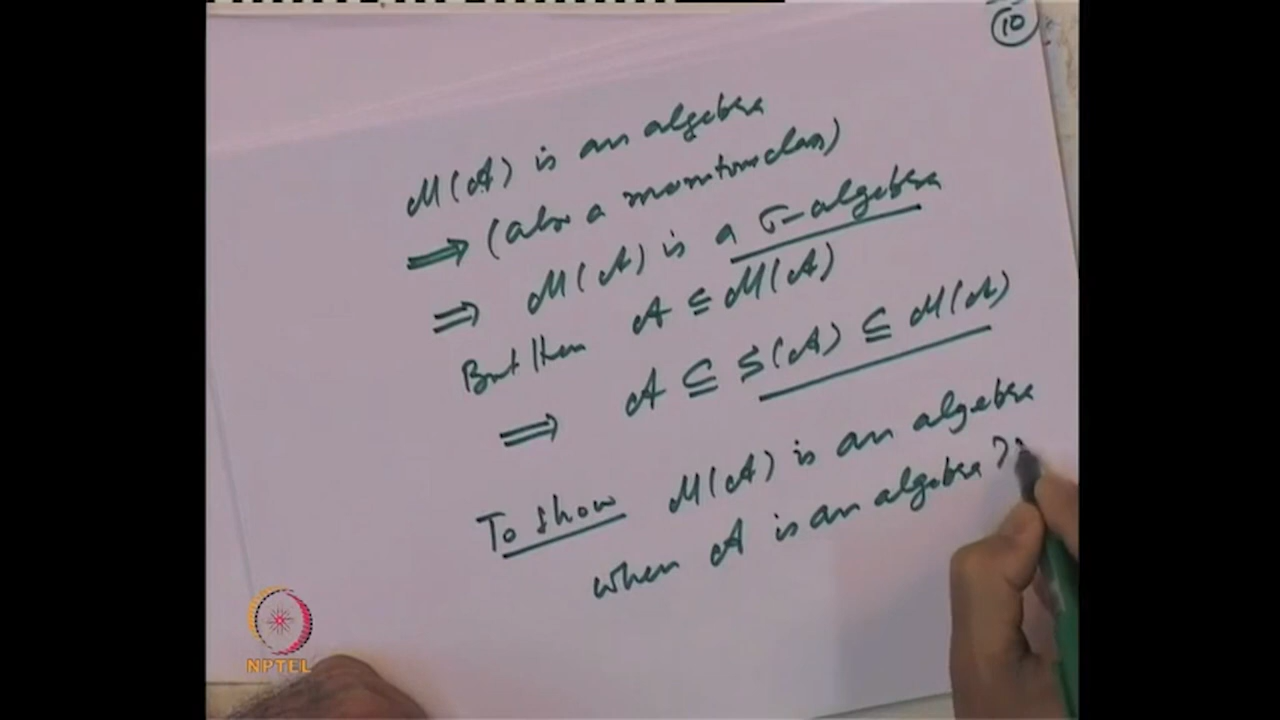 10
M(A) is an algebra
⟹ (also a monotone class)
⟹ M(A) is a σ-algebra
But then A ⊆ M(A)
⟹ A ⊆ S(A) ⊆ M(A)
To show M(A) is an algebra
when A is an algebra ??
NPTEL